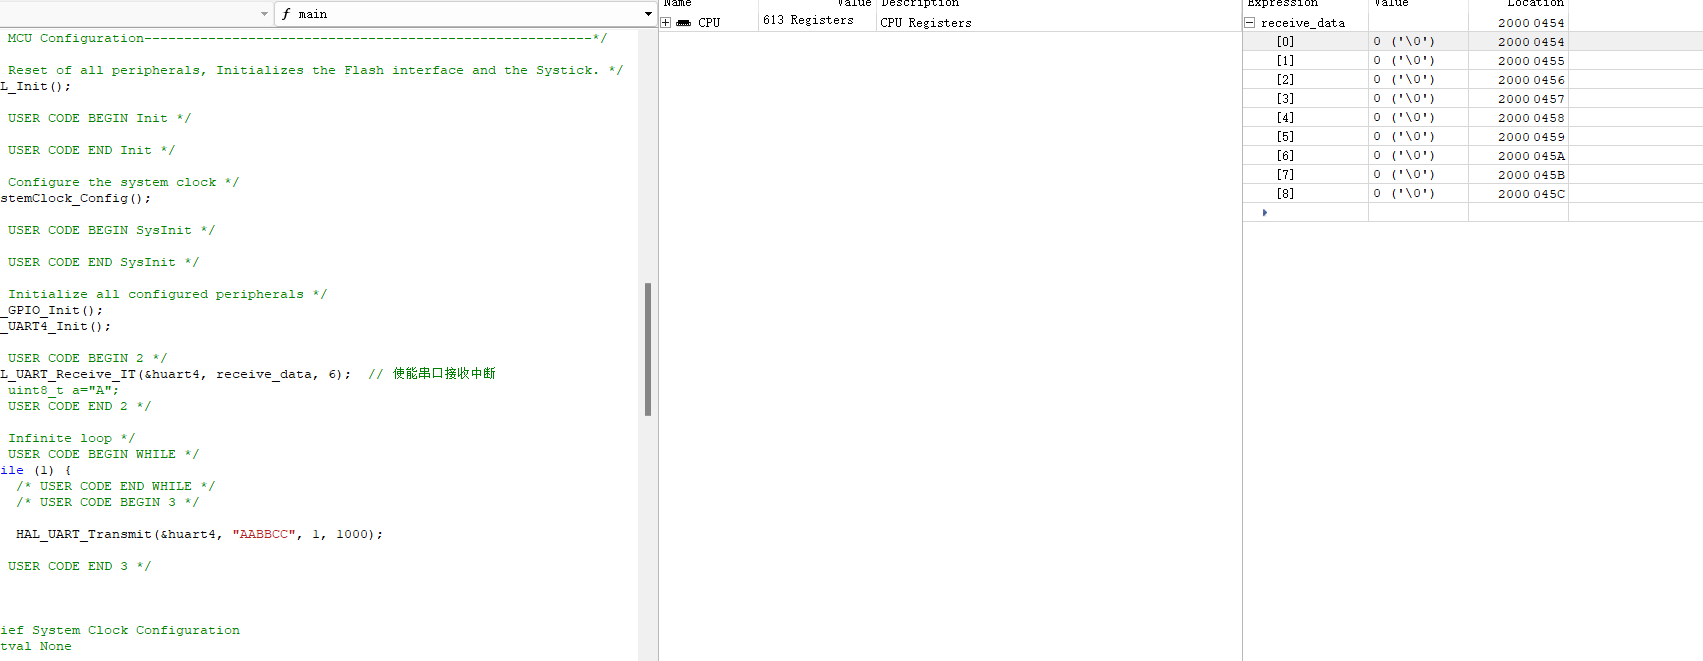 main
MCU Configuration--------------------------------------------------------*/
Reset of all peripherals, Initializes the Flash interface and the Systick. */
L_Init();
USER CODE BEGIN Init */
USER CODE END Init */
Configure the system clock */
stemClock_Config();
USER CODE BEGIN SysInit */
USER CODE END SysInit */
Initialize all configured peripherals */
_GPIO_Init();
_UART4_Init();
USER CODE BEGIN 2 */
L_UART_Receive_IT(&huart4, receive_data, 6);  // 使能串口接收中断
uint8_t a="A";
USER CODE END 2 */
Infinite loop */
USER CODE BEGIN WHILE */
ile (1) {
/* USER CODE END WHILE */
/* USER CODE BEGIN 3 */
HAL_UART_Transmit(&huart4, "AABBCC", 1, 1000);
USER CODE END 3 */
ief System Clock Configuration
tval None
Name Value Description
CPU 613 Registers CPU Registers
Expression Value Location
receive_data 2000 0454
[0] 0 ('\0') 2000 0454
[1] 0 ('\0') 2000 0455
[2] 0 ('\0') 2000 0456
[3] 0 ('\0') 2000 0457
[4] 0 ('\0') 2000 0458
[5] 0 ('\0') 2000 0459
[6] 0 ('\0') 2000 045A
[7] 0 ('\0') 2000 045B
[8] 0 ('\0') 2000 045C